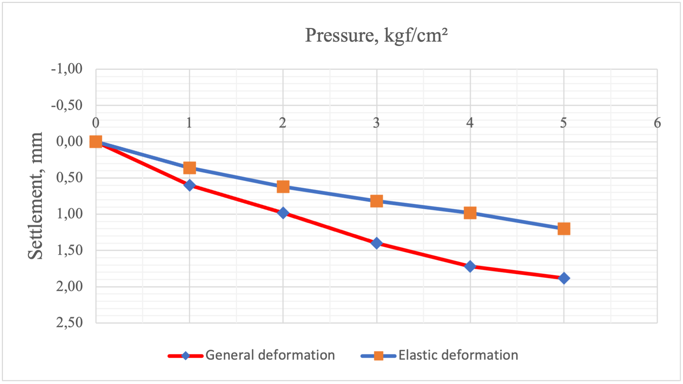 Pressure, kgf/cm²
-1,00
-0,50
0 1 2 3 4 5 6
0,00
0,50
1,00
1,50
2,00
2,50
Settlement, mm
General deformation Elastic deformation